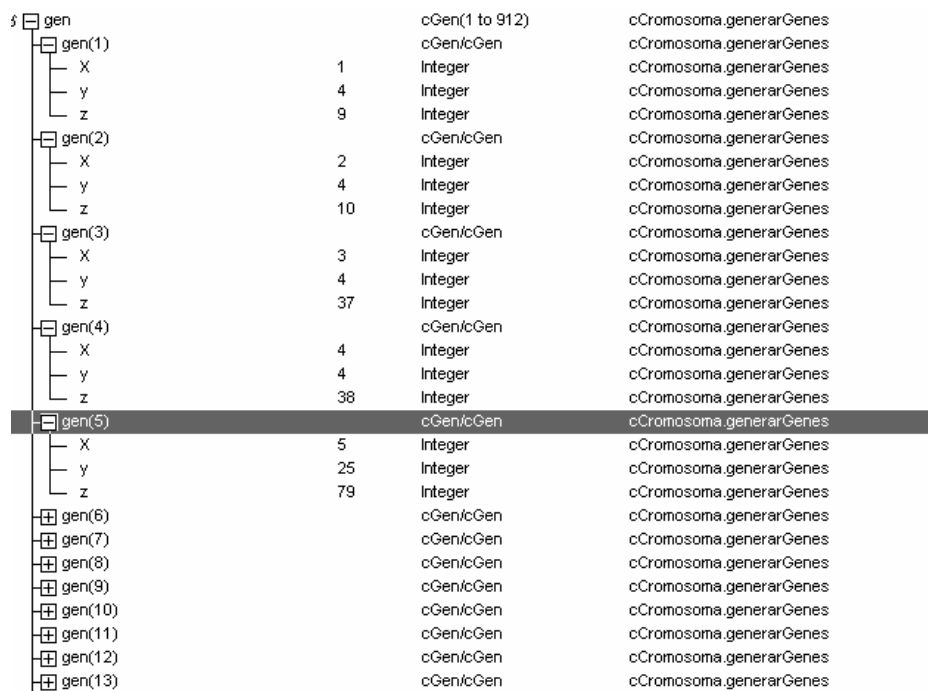 gen cGen(1 to 912) cCromosoma.generarGenes
gen(1) cGen/cGen cCromosoma.generarGenes
X 1 Integer cCromosoma.generarGenes
y 4 Integer cCromosoma.generarGenes
z 9 Integer cCromosoma.generarGenes
gen(2) cGen/cGen cCromosoma.generarGenes
X 2 Integer cCromosoma.generarGenes
y 4 Integer cCromosoma.generarGenes
z 10 Integer cCromosoma.generarGenes
gen(3) cGen/cGen cCromosoma.generarGenes
X 3 Integer cCromosoma.generarGenes
y 4 Integer cCromosoma.generarGenes
z 37 Integer cCromosoma.generarGenes
gen(4) cGen/cGen cCromosoma.generarGenes
X 4 Integer cCromosoma.generarGenes
y 4 Integer cCromosoma.generarGenes
z 38 Integer cCromosoma.generarGenes
gen(5) cGen/cGen cCromosoma.generarGenes
X 5 Integer cCromosoma.generarGenes
y 25 Integer cCromosoma.generarGenes
z 79 Integer cCromosoma.generarGenes
gen(6) cGen/cGen cCromosoma.generarGenes
gen(7) cGen/cGen cCromosoma.generarGenes
gen(8) cGen/cGen cCromosoma.generarGenes
gen(9) cGen/cGen cCromosoma.generarGenes
gen(10) cGen/cGen cCromosoma.generarGenes
gen(11) cGen/cGen cCromosoma.generarGenes
gen(12) cGen/cGen cCromosoma.generarGenes
gen(13) cGen/cGen cCromosoma.generarGenes